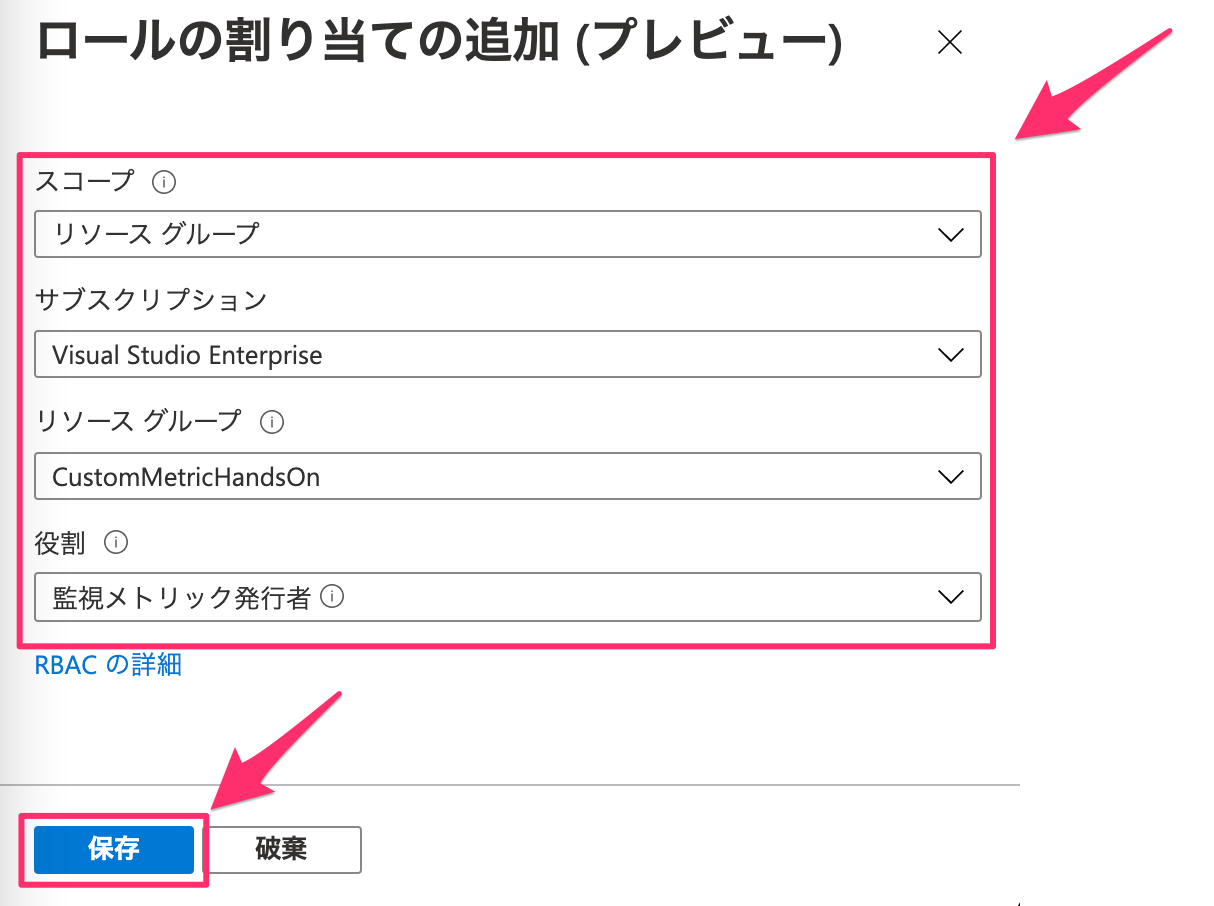 ロールの割り当ての追加 (プレビュー)
スコープ
リソース グループ
サブスクリプション
Visual Studio Enterprise
リソース グループ
CustomMetricHandsOn
役割
監視メトリック発行者
RBAC の詳細
保存 破棄